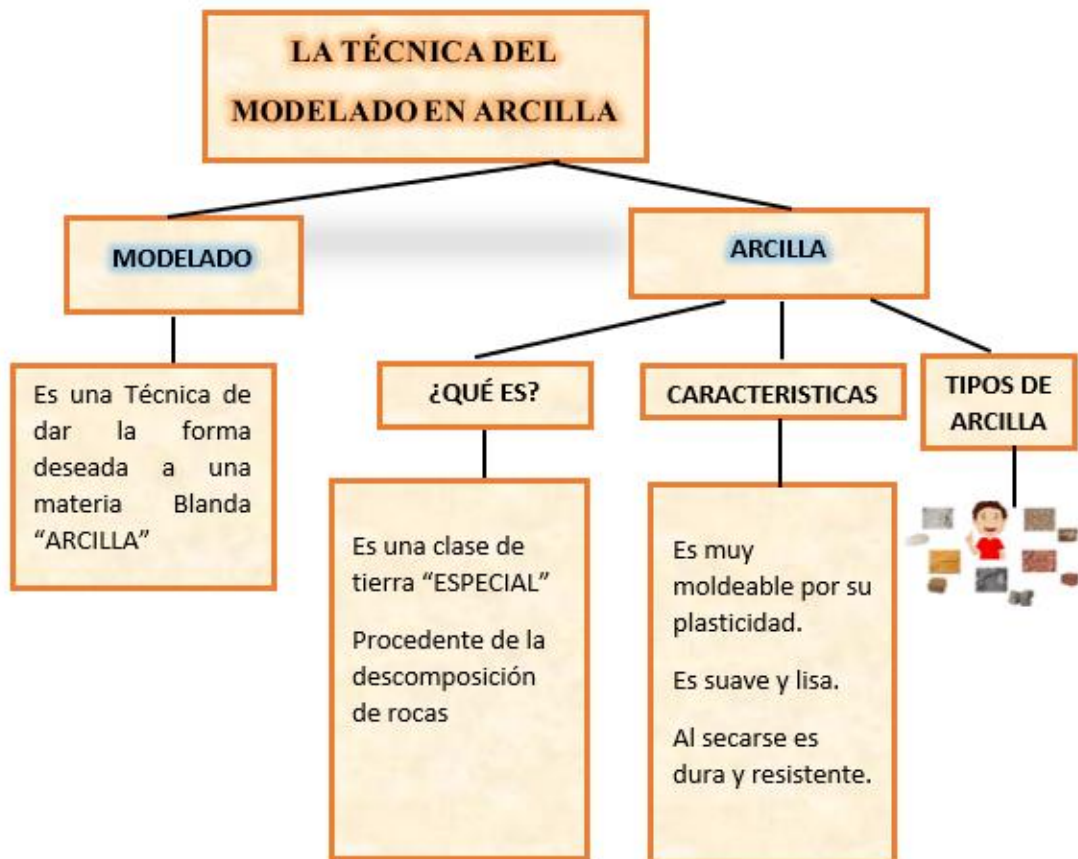 LA TÉCNICA DEL
MODELADO EN ARCILLA
MODELADO
ARCILLA
Es una Técnica de
dar la forma
deseada a una
materia Blanda
“ARCILLA”
¿QUÉ ES?
CARACTERISTICAS
TIPOS DE
ARCILLA
Es una clase de
tierra “ESPECIAL”
Procedente de la
descomposición
de rocas
Es muy
moldeable por su
plasticidad.
Es suave y lisa.
Al secarse es
dura y resistente.